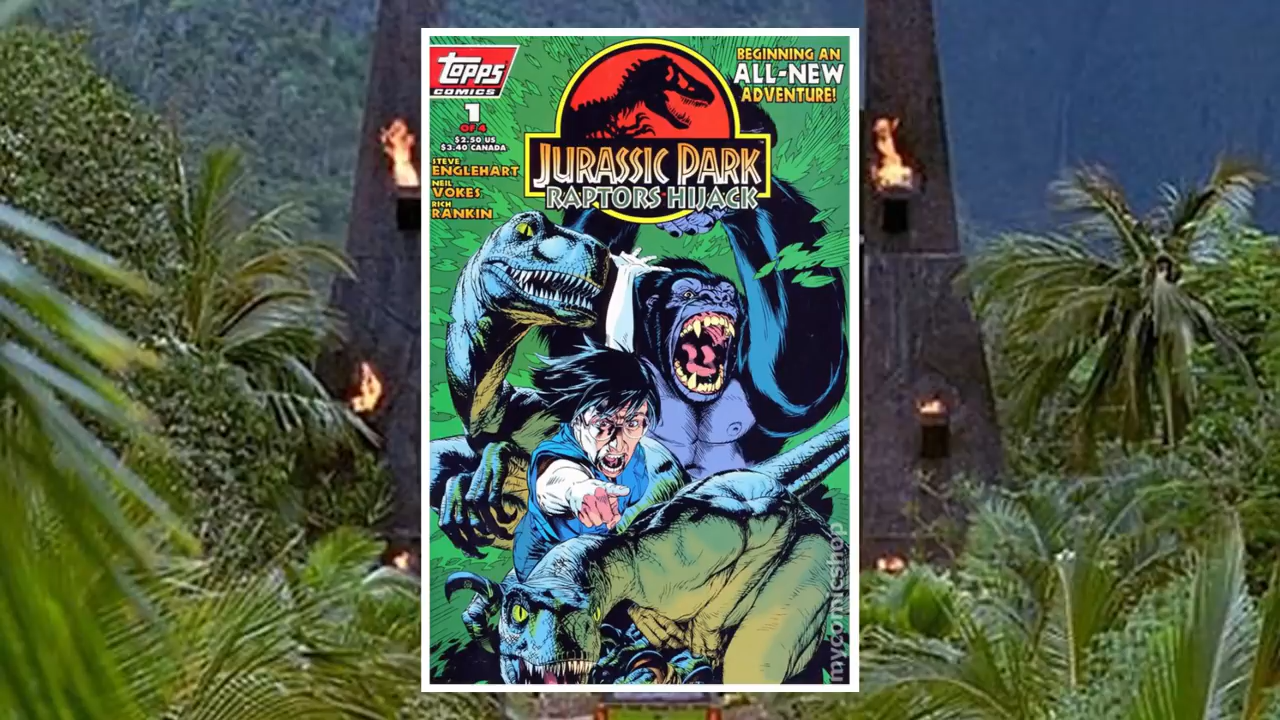 TOPPS
COMICS
1
OF 4
$2.50 US
$3.40 CANADA
STEVE
ENGLEHART
NEIL
VOKES
RICH
RANKIN
BEGINNING AN
ALL-NEW
ADVENTURE!
JURASSIC PARK
RAPTORS HIJACK
mycomicshop